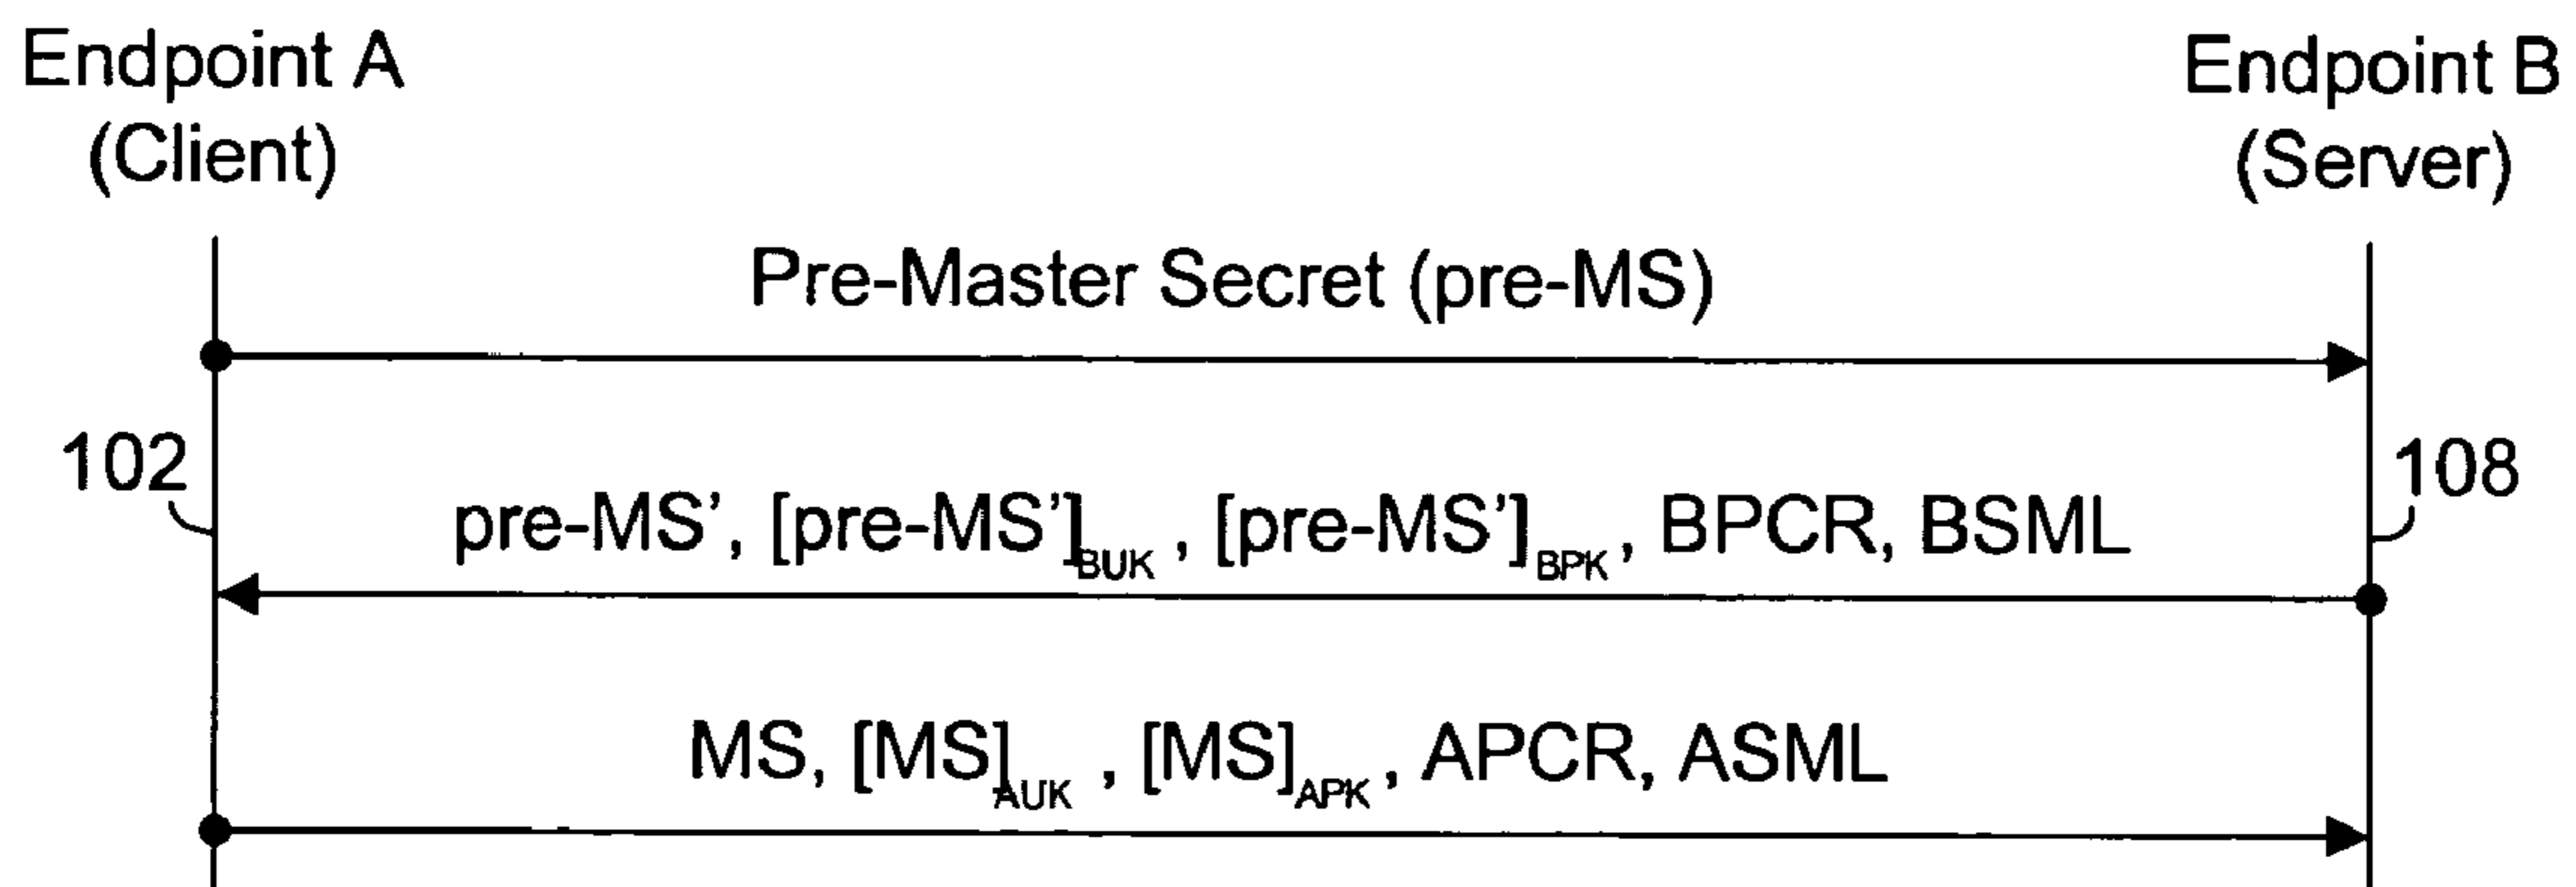 Endpoint A
(Client)
Endpoint B
(Server)
Pre-Master Secret (pre-MS)
102
108
pre-MS’, [pre-MS’]BUK , [pre-MS’]BPK, BPCR, BSML
MS, [MS]AUK , [MS]APK, APCR, ASML